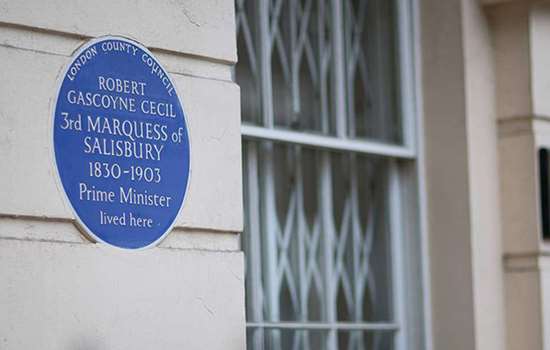 LONDON COUNTY COUNCIL
ROBERT
GASCOYNE CECIL
3rd MARQUESS of
SALISBURY
1830-1903
Prime Minister
lived here